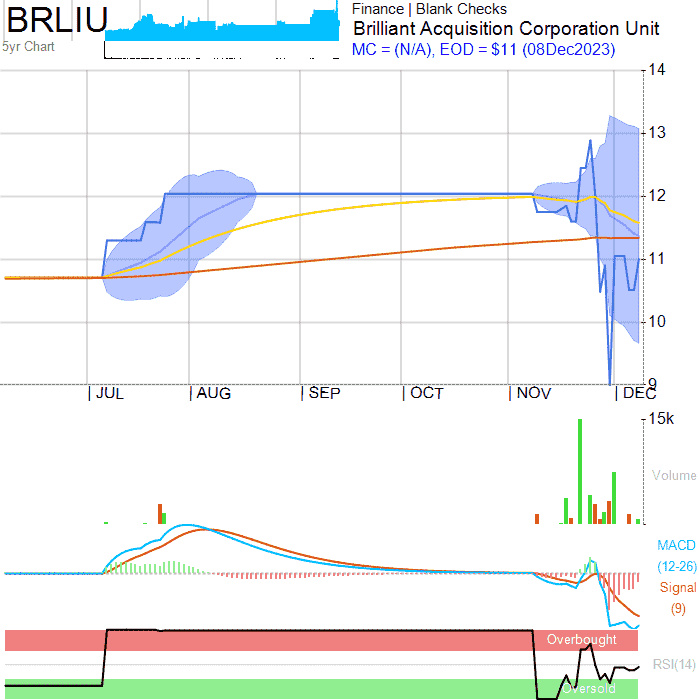 BRLIU
5yr Chart
Finance | Blank Checks
Brilliant Acquisition Corporation Unit
MC = (N/A), EOD = $11 (08Dec2023)
14
13
12
11
10
9
JUL AUG SEP OCT NOV DEC
15k
Volume
MACD
(12-26)
Signal
(9)
Overbought
RSI(14)
Oversold